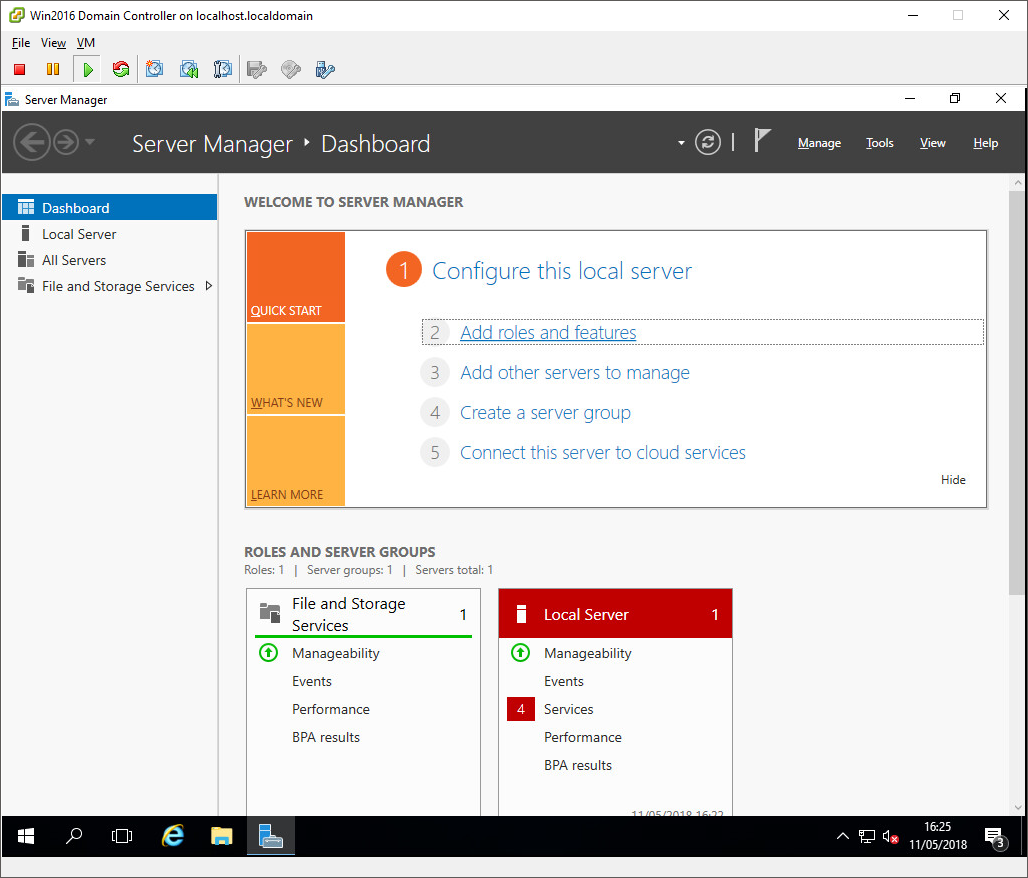 Win2016 Domain Controller on localhost.localdomain
File View VM
Server Manager
Server Manager Dashboard
Manage Tools View Help
Dashboard
Local Server
All Servers
File and Storage Services
WELCOME TO SERVER MANAGER
QUICK START
WHAT'S NEW
LEARN MORE
1 Configure this local server
2 Add roles and features
3 Add other servers to manage
4 Create a server group
5 Connect this server to cloud services
Hide
ROLES AND SERVER GROUPS
Roles: 1 | Server groups: 1 | Servers total: 1
File and Storage
Services
1
Manageability
Events
Performance
BPA results
Local Server 1
Manageability
Events
4 Services
Performance
BPA results
11/05/2018 16:22
16:25
11/05/2018
3